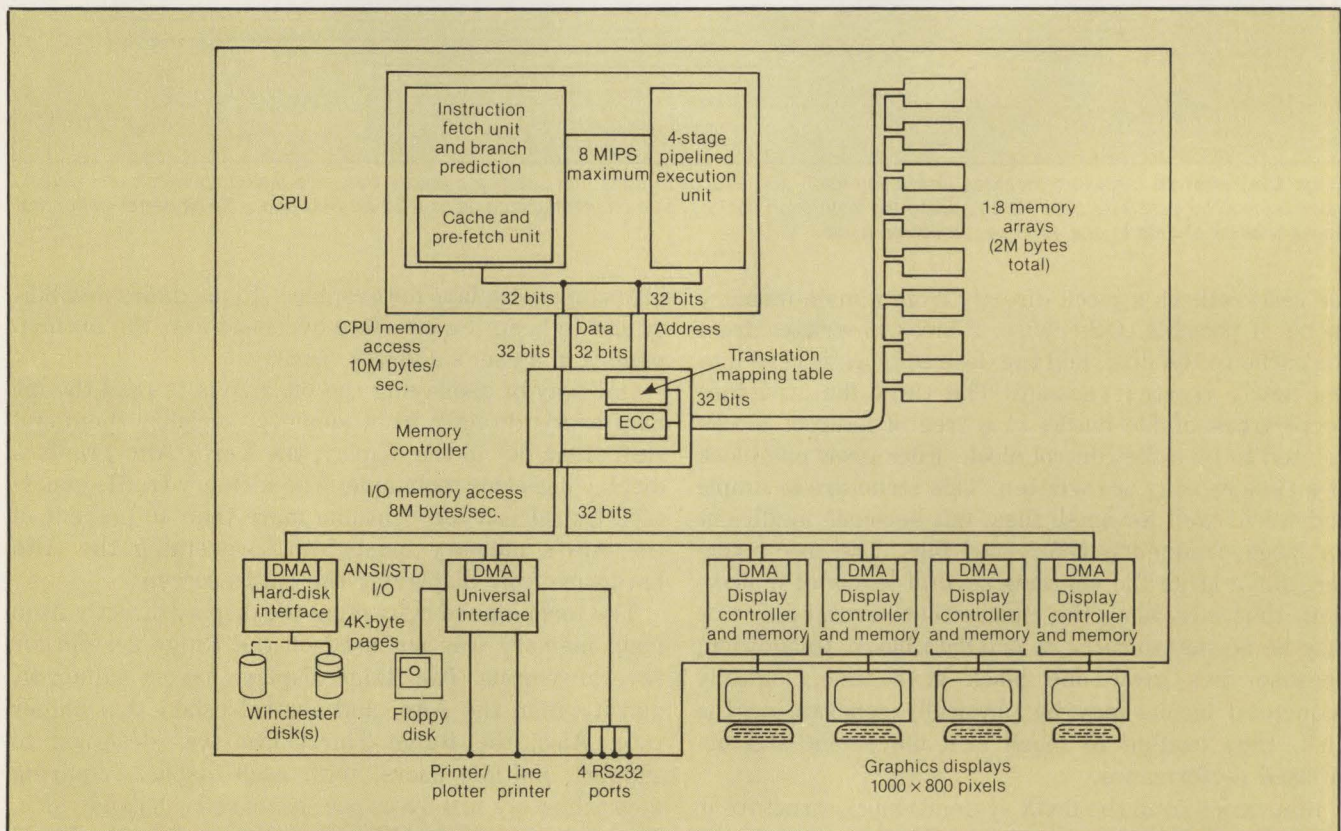 CPU
Instruction
fetch unit
and branch
prediction
Cache and
pre-fetch unit
8 MIPS
maximum
4-stage
pipelined
execution
unit
1-8 memory
arrays
(2M bytes
total)
32 bits
32 bits
CPU memory
access
10M bytes/
sec.
Data
Address
32 bits
32 bits
Translation
mapping table
32 bits
ECC
Memory
controller
I/O memory access
8M bytes/sec.
32 bits
DMA
Hard-disk
interface
ANSI/STD
I/O
4K-byte
pages
DMA
Universal
interface
DMA
Display
controller
and memory
DMA
Display
controller
and memory
DMA
Display
controller
and memory
DMA
Display
controller
and memory
Winchester
disk(s)
Floppy
disk
Printer/
plotter
Line
printer
4 RS232
ports
Graphics displays
1000 × 800 pixels